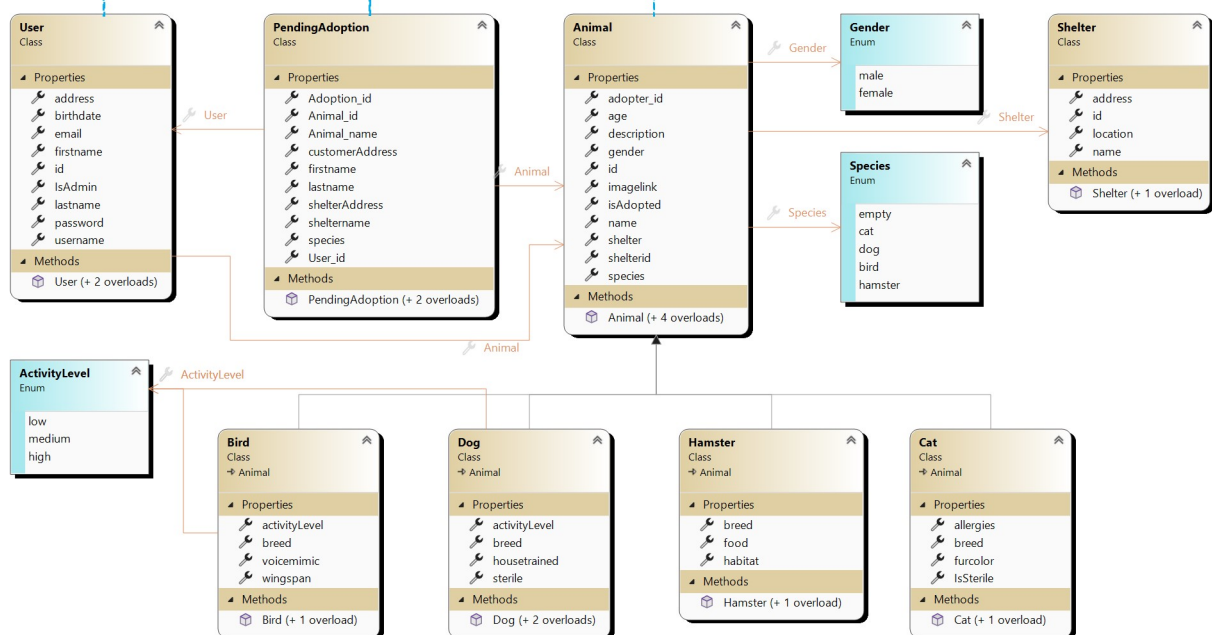 User
Class
Properties
address
birthdate
email
firstname
id
IsAdmin
lastname
password
username
Methods
User (+ 2 overloads)
User
PendingAdoption
Class
Properties
Adoption_id
Animal_id
Animal_name
customerAddress
firstname
lastname
shelterAddress
sheltername
species
User_id
Methods
PendingAdoption (+ 2 overloads)
Animal
Animal
Animal
Class
Properties
adopter_id
age
description
gender
id
imagelink
isAdopted
name
shelter
shelterid
species
Methods
Animal (+ 4 overloads)
Gender
Gender
Enum
male
female
Shelter
Shelter
Class
Properties
address
id
location
name
Methods
Shelter (+ 1 overload)
Species
Species
Enum
empty
cat
dog
bird
hamster
ActivityLevel
Enum
low
medium
high
ActivityLevel
Bird
Class
Animal
Properties
activityLevel
breed
voicemimic
wingspan
Methods
Bird (+ 1 overload)
Dog
Class
Animal
Properties
activityLevel
breed
housetrained
sterile
Methods
Dog (+ 2 overloads)
Hamster
Class
Animal
Properties
breed
food
habitat
Methods
Hamster (+ 1 overload)
Cat
Class
Animal
Properties
allergies
breed
furcolor
IsSterile
Methods
Cat (+ 1 overload)